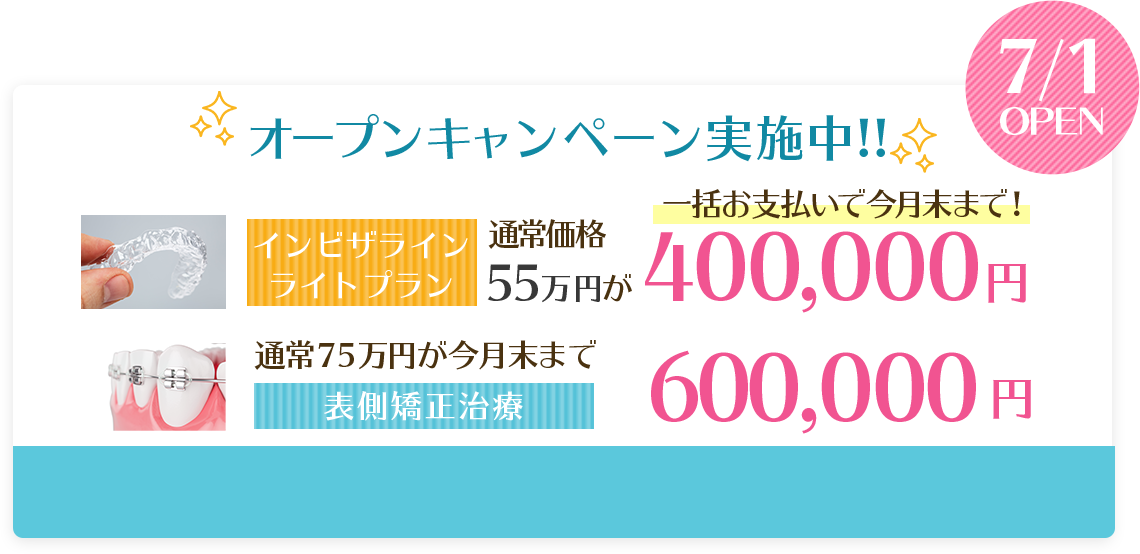 7/1
OPEN
オープンキャンペーン実施中!!
一括お支払いで今月末まで！
インビザライン
ライトプラン
通常価格
55万円が
400,000円
通常75万円が今月末まで
表側矯正治療
600,000円